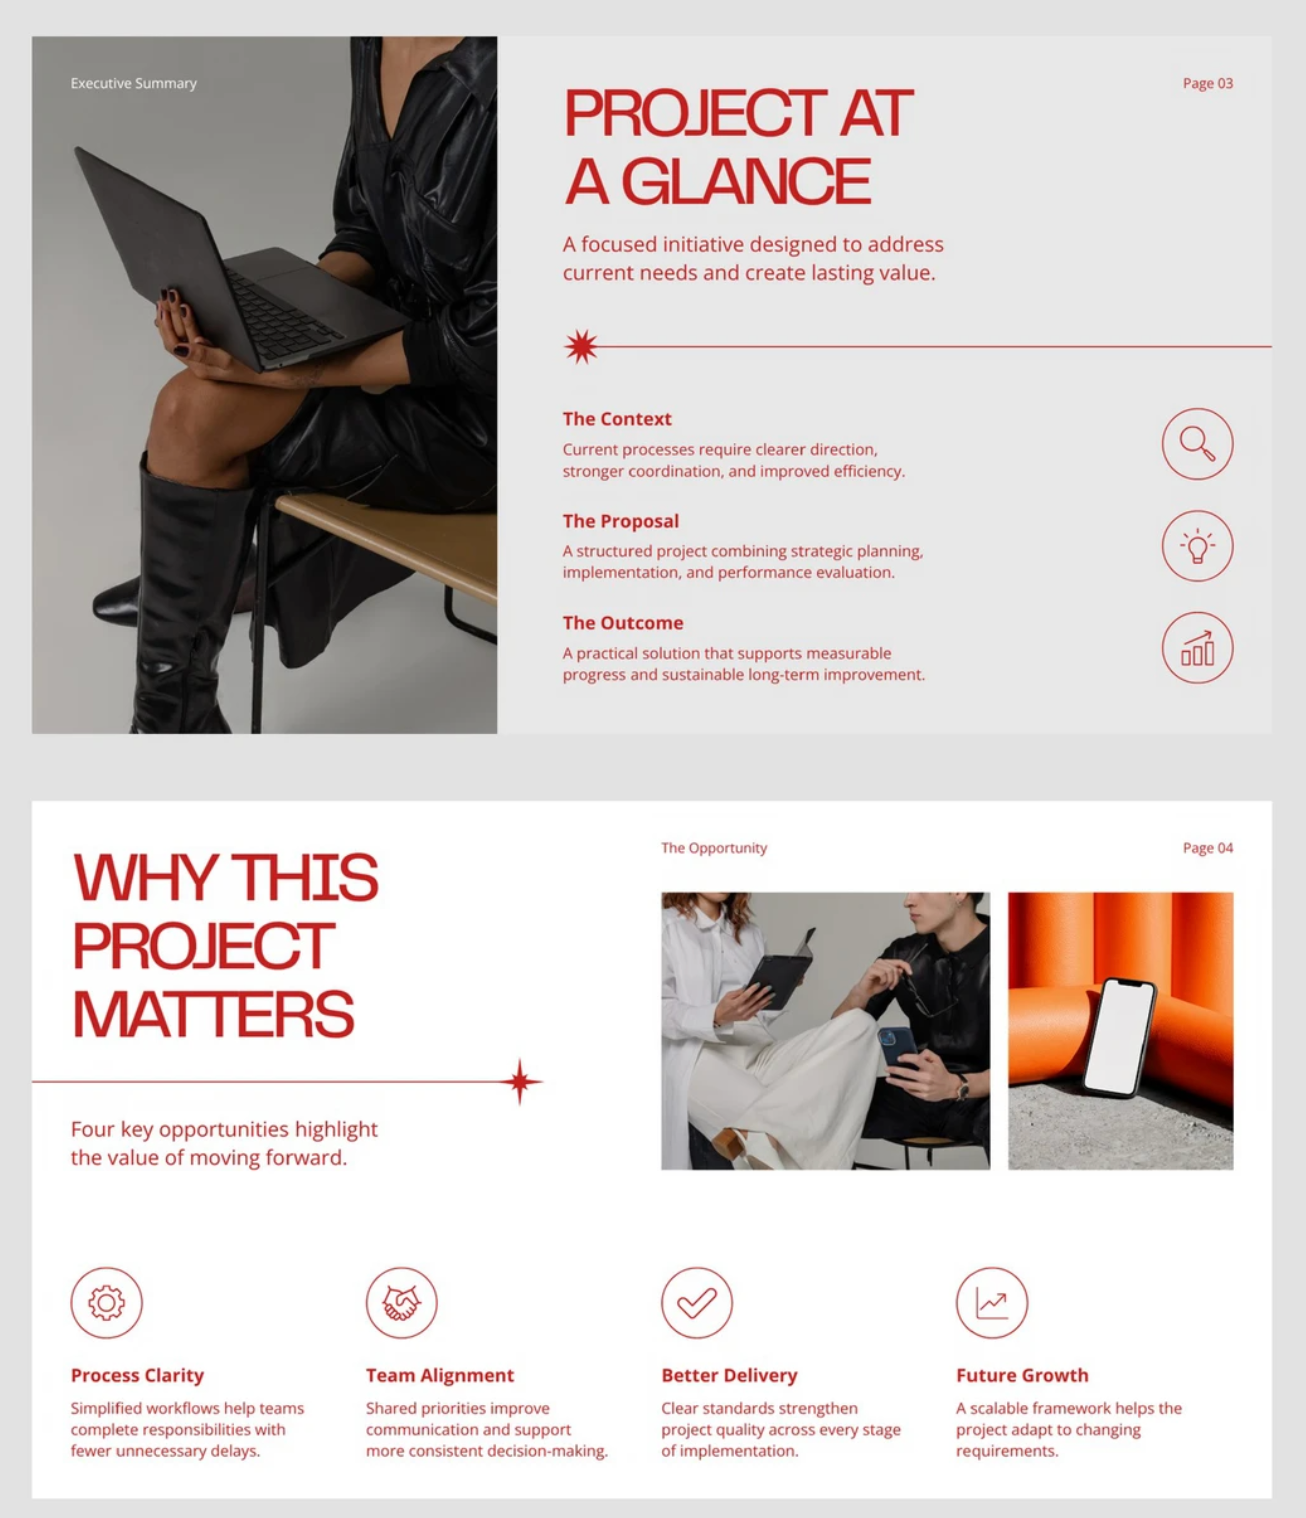 Executive Summary
Page 03
PROJECT AT
A GLANCE
A focused initiative designed to address
current needs and create lasting value.
The Context
Current processes require clearer direction,
stronger coordination, and improved efficiency.
The Proposal
A structured project combining strategic planning,
implementation, and performance evaluation.
The Outcome
A practical solution that supports measurable
progress and sustainable long-term improvement.
WHY THIS
PROJECT
MATTERS
The Opportunity
Page 04
Four key opportunities highlight
the value of moving forward.
Process Clarity
Simplified workflows help teams
complete responsibilities with
fewer unnecessary delays.
Team Alignment
Shared priorities improve
communication and support
more consistent decision-making.
Better Delivery
Clear standards strengthen
project quality across every stage
of implementation.
Future Growth
A scalable framework helps the
project adapt to changing
requirements.